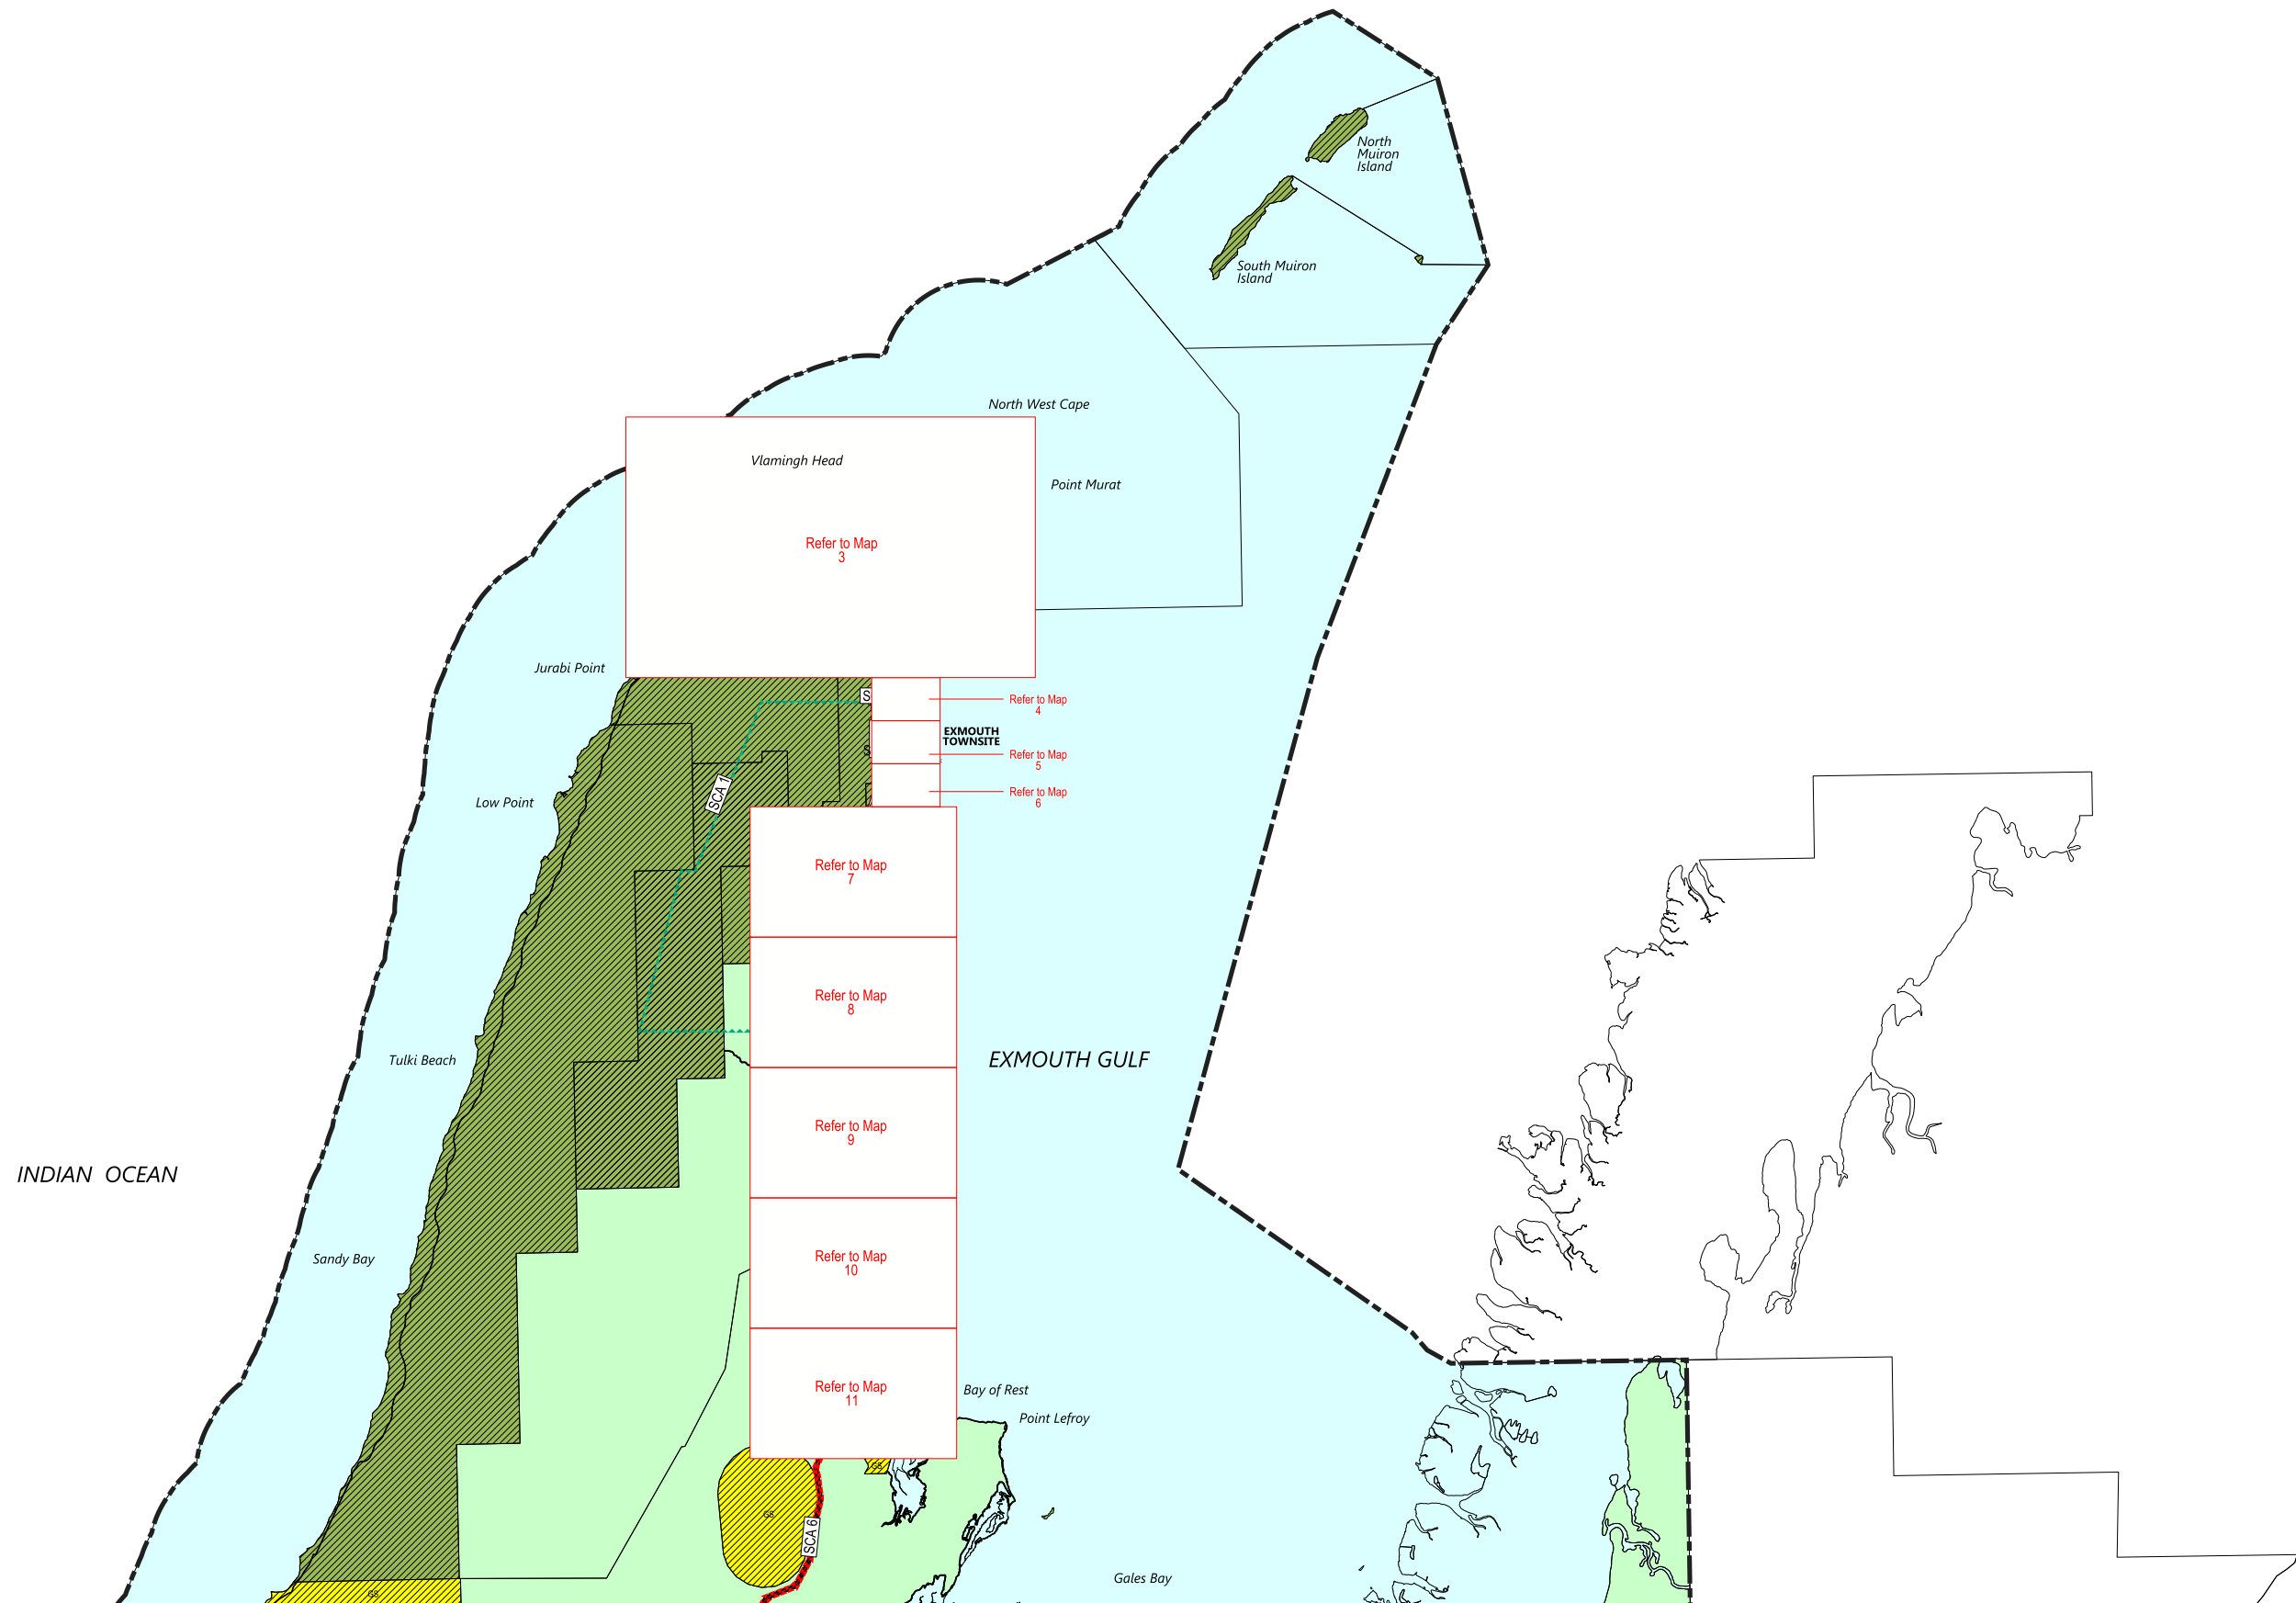 North
Muiron
Island
South Muiron
Island
North West Cape
Vlamingh Head
Point Murat
Refer to Map
3
Jurabi Point
S
Refer to Map
4
EXMOUTH
TOWNSITE
S
Refer to Map
5
SCA 1
Refer to Map
6
Low Point
Refer to Map
7
Refer to Map
8
Tulki Beach
EXMOUTH GULF
Refer to Map
9
INDIAN OCEAN
Sandy Bay
Refer to Map
10
Refer to Map
11
Bay of Rest
Point Lefroy
GS
GS
SCA 6
Gales Bay
GS